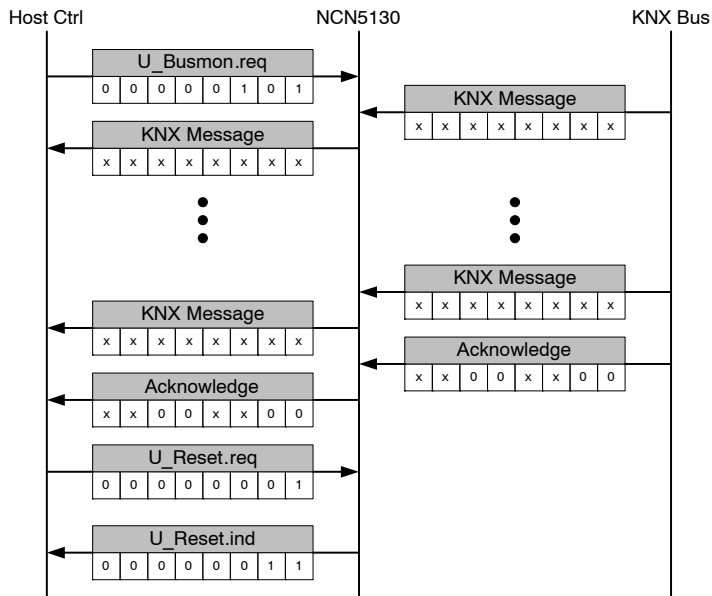 Host Ctrl NCN5130 KNX Bus
U_Busmon.req
0 0 0 0 0 1 0 1
KNX Message
x x x x x x x x
KNX Message
x x x x x x x x
KNX Message
x x x x x x x x
KNX Message
x x x x x x x x
Acknowledge
x x 0 0 x x 0 0
Acknowledge
x x 0 0 x x 0 0
U_Reset.req
0 0 0 0 0 0 0 1
U_Reset.ind
0 0 0 0 0 0 1 1